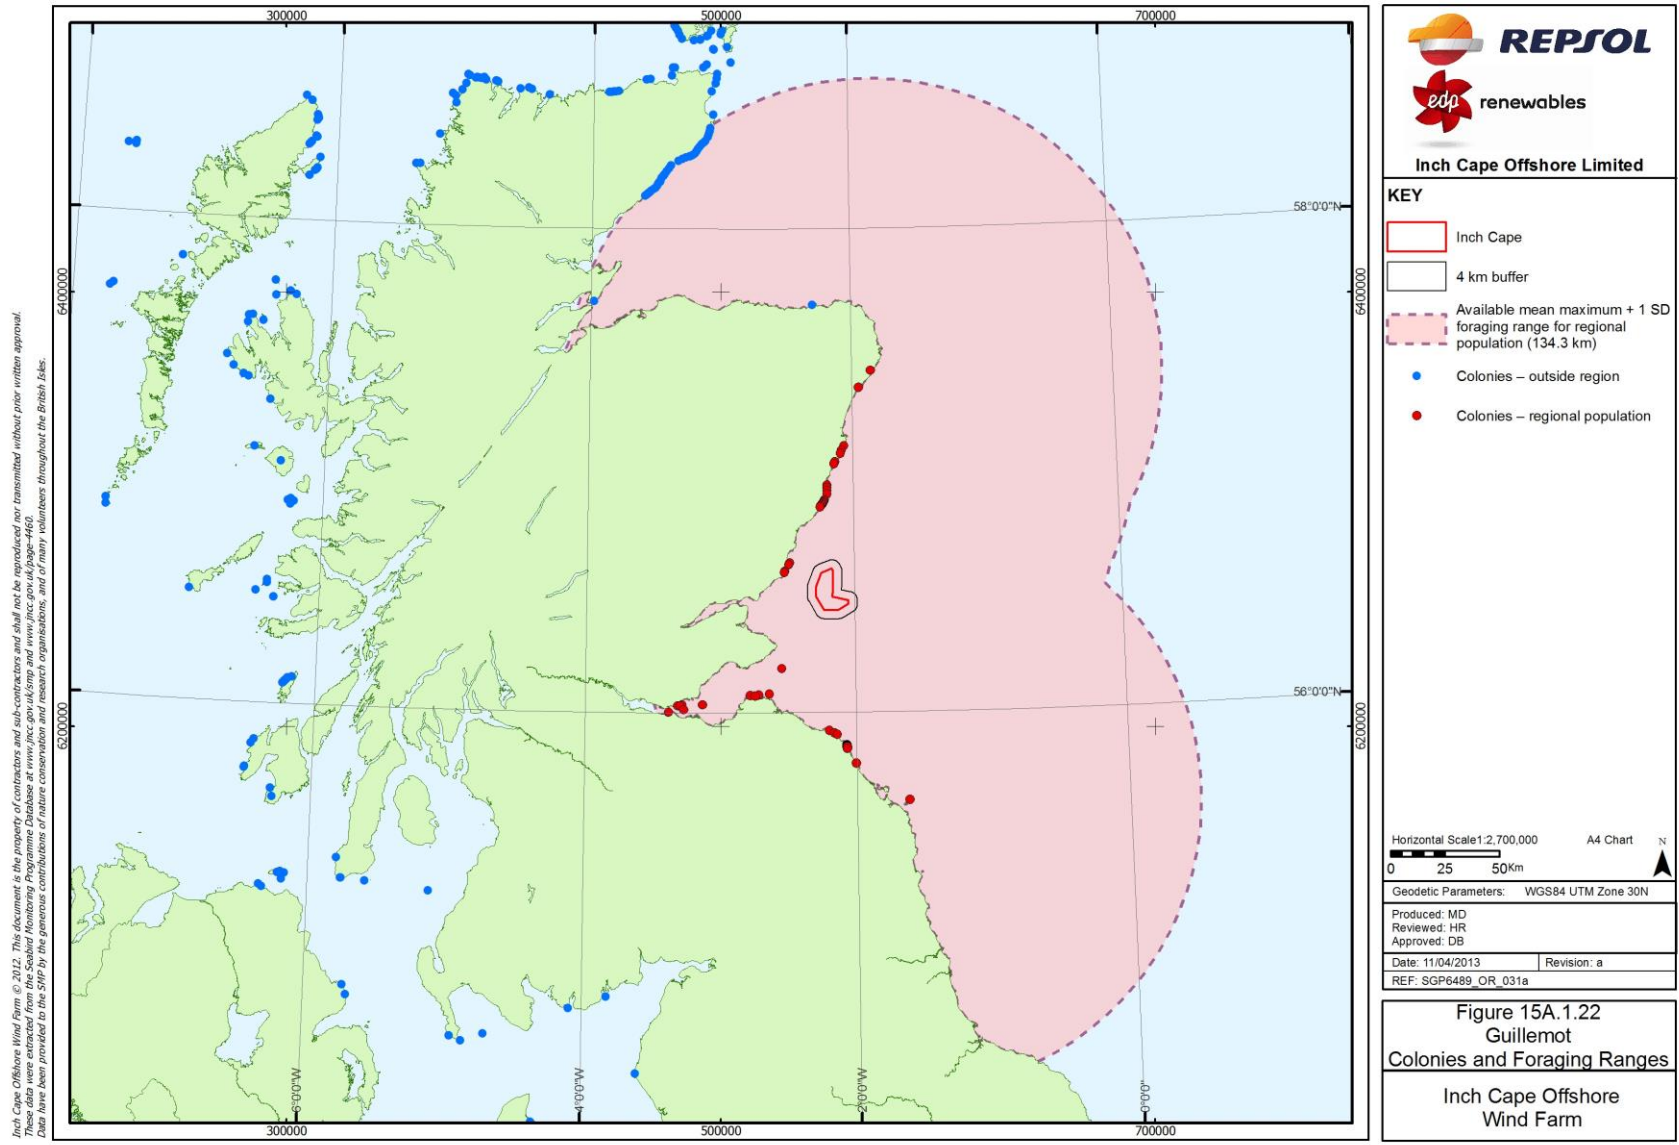 300000
500000
700000
6400000
6200000
58°0'0"N
56°0'0"N
6400000
6200000
6°0'0"W
4°0'0"W
2°0'0"W
0°0'0"
300000
500000
700000
Inch Cape Offshore Wind Farm © 2012. This document is the property of contractors and sub-contractors and shall not be reproduced nor transmitted without prior written approval.
These data were extracted from the Seabird Monitoring Programme Database at www.jncc.gov.uk/smp and www.jncc.gov.uk/page-4460.
Data have been provided to the SMP by the generous contributions of nature conservation and research organisations, and of many volunteers throughout the British Isles.
REPSOL
edp renewables
Inch Cape Offshore Limited
KEY
Inch Cape
4 km buffer
Available mean maximum + 1 SD
foraging range for regional
population (134.3 km)
Colonies – outside region
Colonies – regional population
Horizontal Scale1:2,700,000 A4 Chart N
0 25 50Km
Geodetic Parameters: WGS84 UTM Zone 30N
Produced: MD
Reviewed: HR
Approved: DB
Date: 11/04/2013 Revision: a
REF: SGP6489_OR_031a
Figure 15A.1.22
Guillemot
Colonies and Foraging Ranges
Inch Cape Offshore
Wind Farm